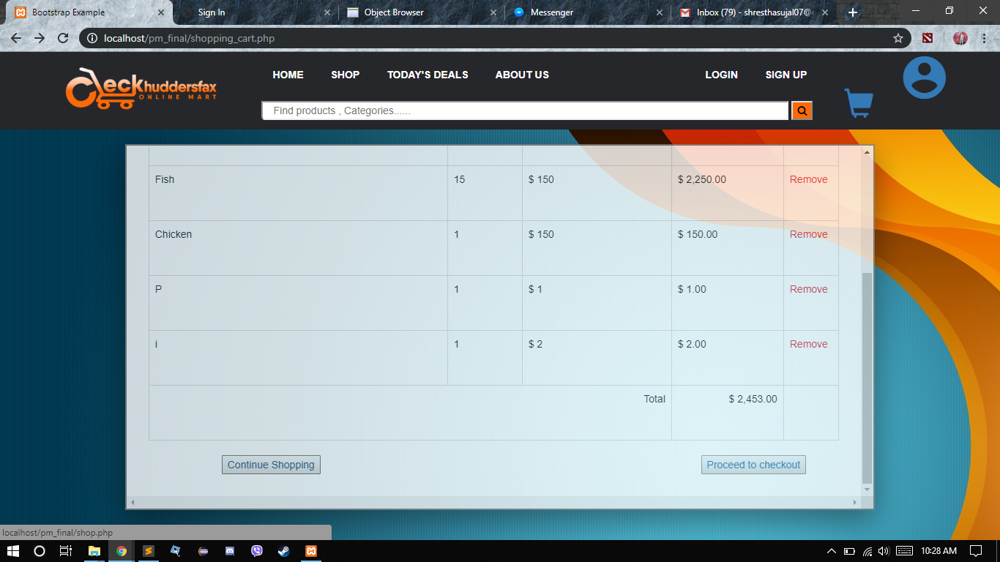 Bootstrap Example
Sign In
Object Browser
Messenger
Inbox (79) - shresthasujal07@
localhost/pm_final/shopping_cart.php
HOME SHOP TODAY'S DEALS ABOUT US LOGIN SIGN UP
Checkhuddersfax
ONLINE MART
Find products , Categories......
Fish 15 $ 150 $ 2,250.00 Remove
Chicken 1 $ 150 $ 150.00 Remove
P 1 $ 1 $ 1.00 Remove
i 1 $ 2 $ 2.00 Remove
Total $ 2,453.00
Continue Shopping Proceed to checkout
localhost/pm_final/shop.php
10:28 AM